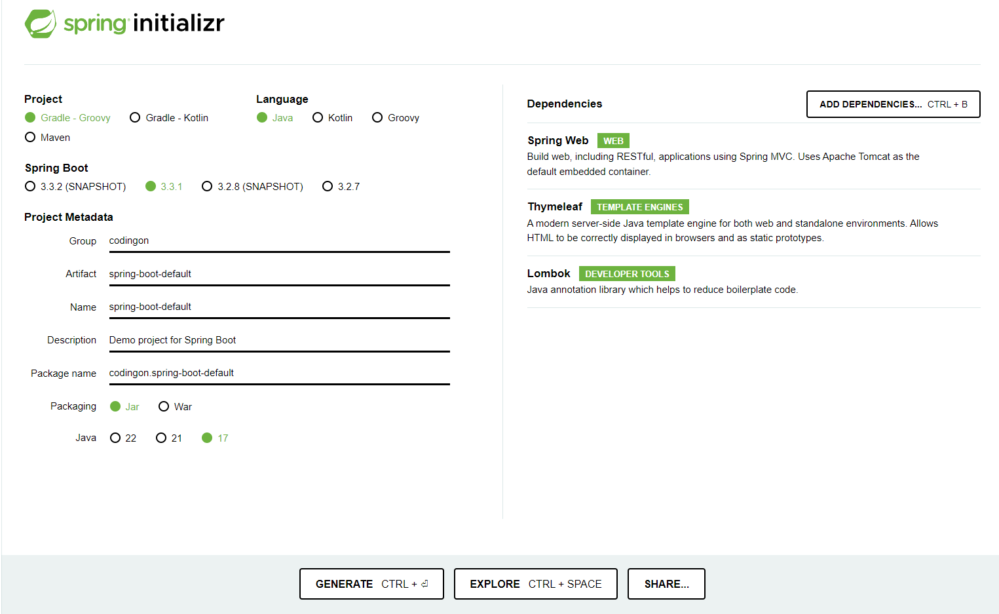 spring initializr
Project
Gradle - Groovy Gradle - Kotlin
Maven
Language
Java Kotlin Groovy
Spring Boot
3.3.2 (SNAPSHOT) 3.3.1 3.2.8 (SNAPSHOT) 3.2.7
Project Metadata
Group codingon
Artifact spring-boot-default
Name spring-boot-default
Description Demo project for Spring Boot
Package name codingon.spring-boot-default
Packaging Jar War
Java 22 21 17
Dependencies
ADD DEPENDENCIES... CTRL + B
Spring Web WEB
Build web, including RESTful, applications using Spring MVC. Uses Apache Tomcat as the
default embedded container.
Thymeleaf TEMPLATE ENGINES
A modern server-side Java template engine for both web and standalone environments. Allows
HTML to be correctly displayed in browsers and as static prototypes.
Lombok DEVELOPER TOOLS
Java annotation library which helps to reduce boilerplate code.
GENERATE CTRL + ⏎
EXPLORE CTRL + SPACE
SHARE...